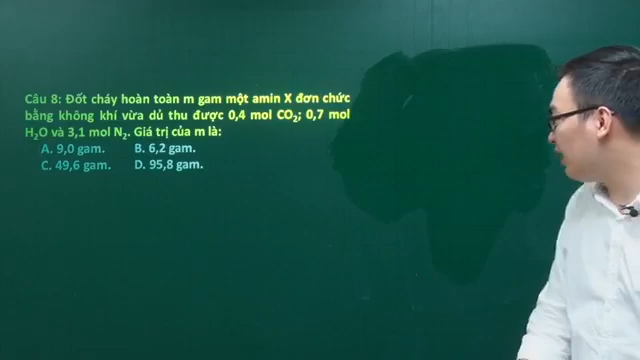 Câu 8: Đốt cháy hoàn toàn m gam một amin X đơn chức
bằng không khí vừa đủ thu được 0,4 mol CO₂; 0,7 mol
H₂O và 3,1 mol N₂. Giá trị của m là:
A. 9,0 gam. B. 6,2 gam.
C. 49,6 gam. D. 95,8 gam.